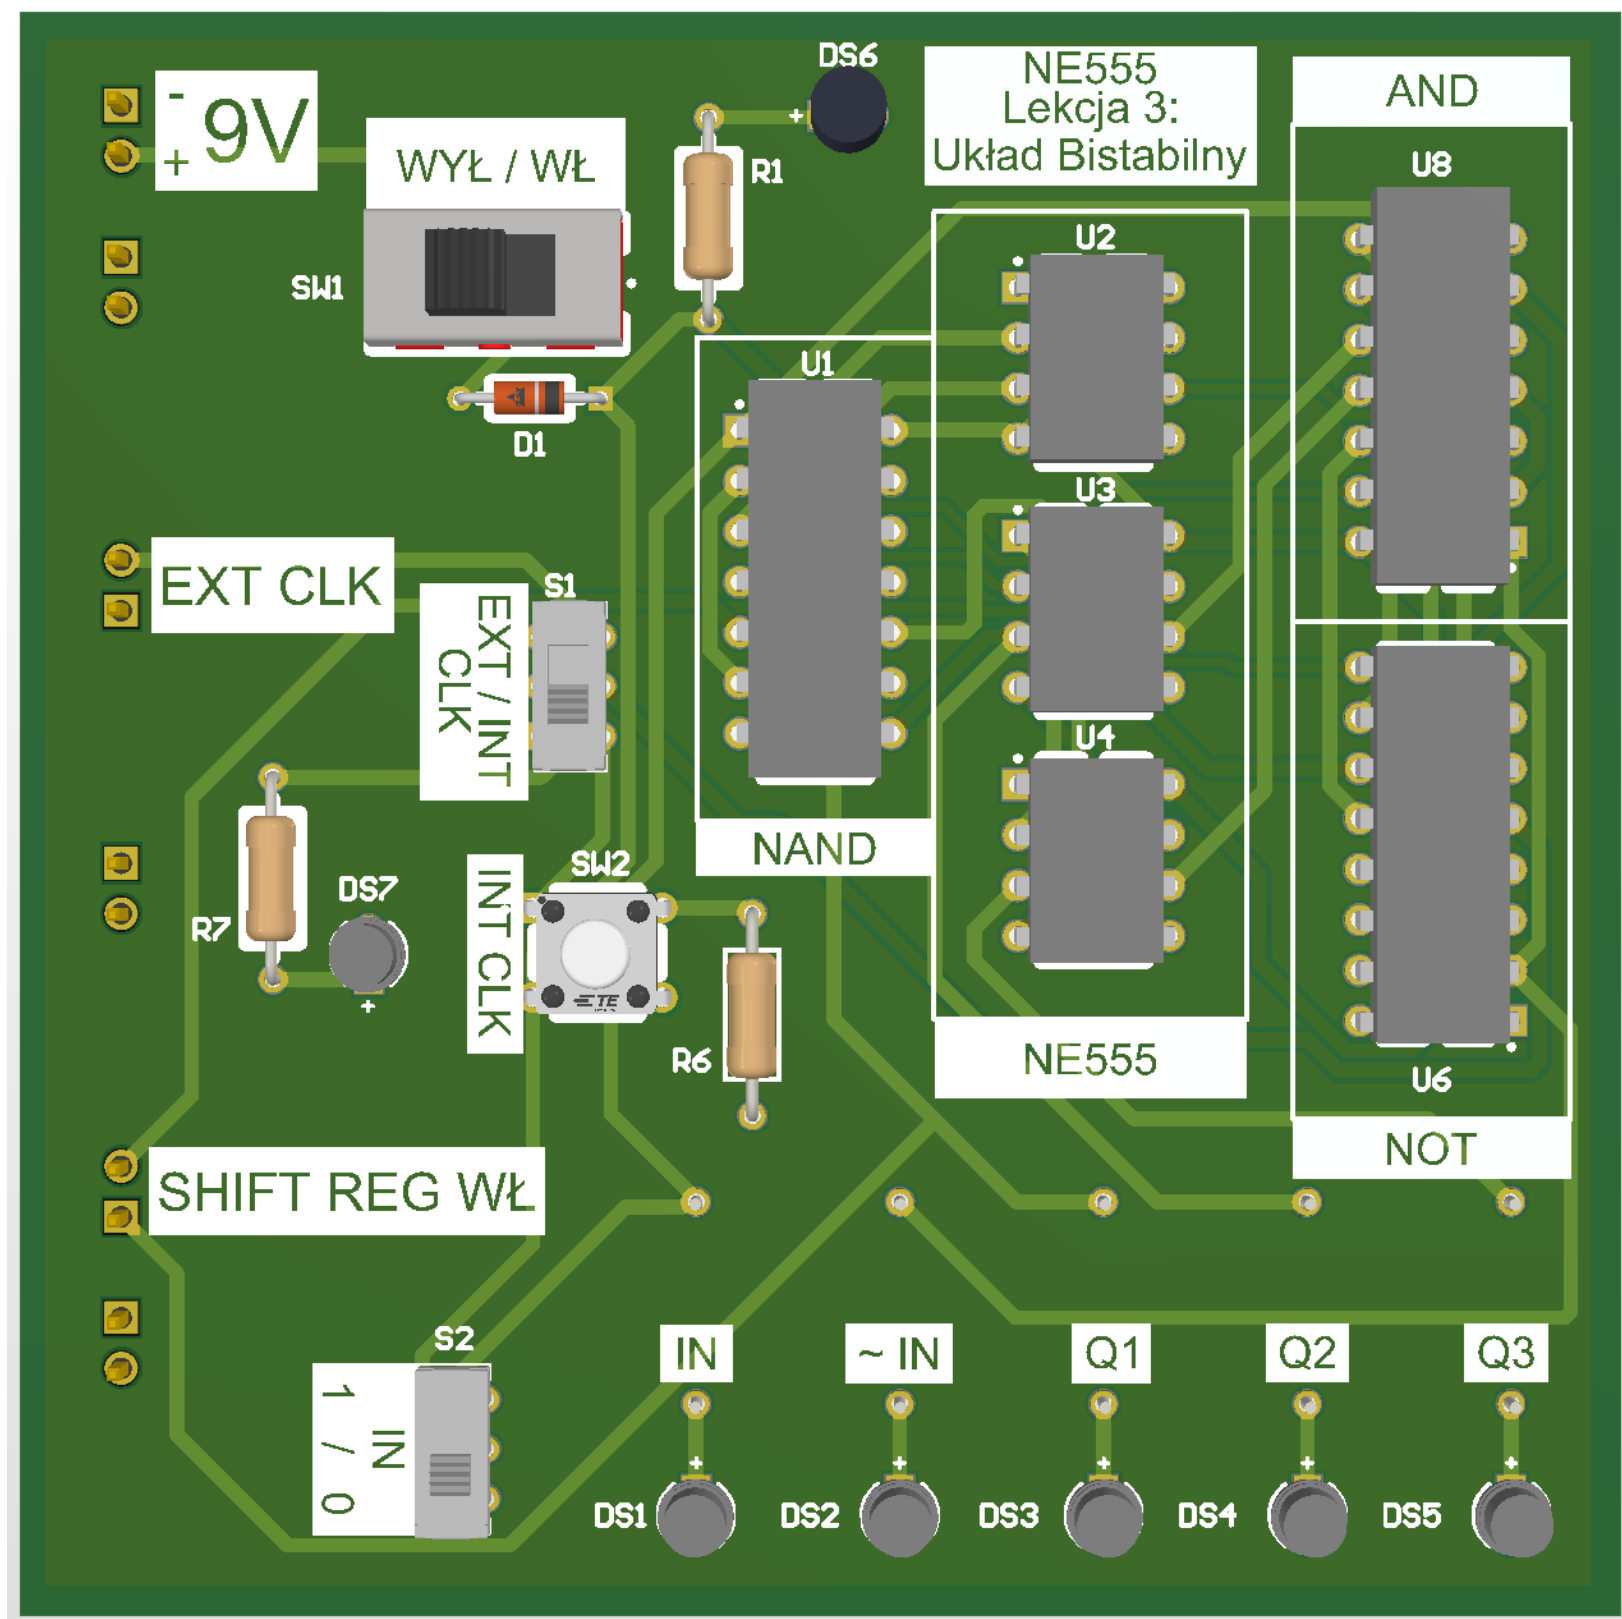 DS6
NE555
Lekcja 3:
Układ Bistabilny
AND
-
9V
+
WYŁ / WŁ
R1
U8
SW1
U2
U1
D1
U3
EXT CLK
S1
EXT / INT
CLK
U4
NAND
SW2
INT CLK
DS7
R7
+
TE
R6
NE555
U6
NOT
SHIFT REG WŁ
S2
IN
~ IN
Q1
Q2
Q3
1 / 0
IN
+
+
+
+
+
DS1
DS2
DS3
DS4
DS5